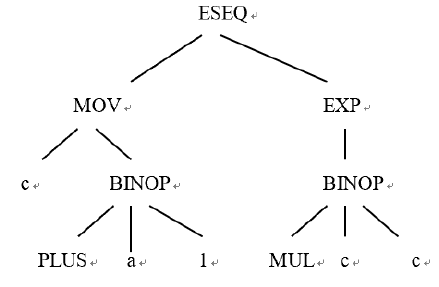 ESEQ
MOV EXP
c BINOP BINOP
PLUS a 1 MUL c c